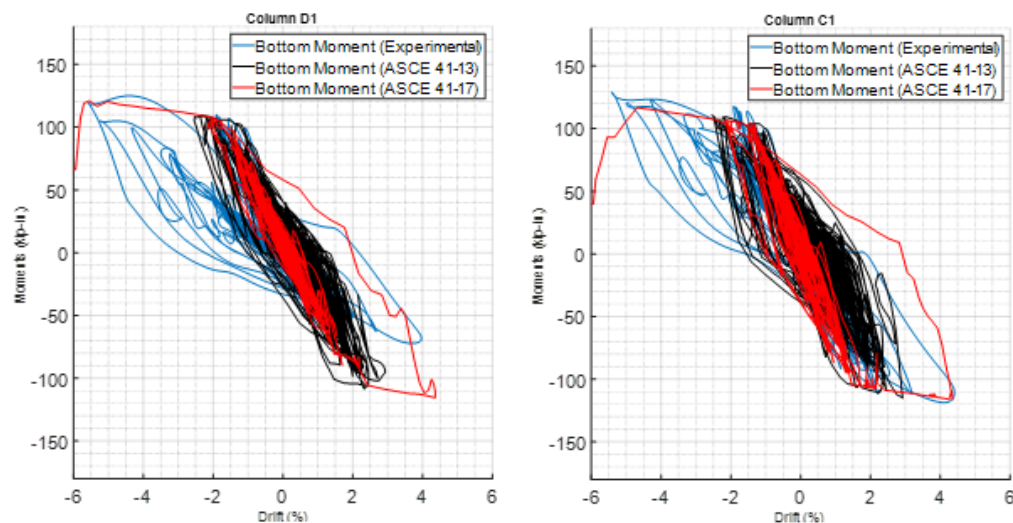 Column D1
Bottom Moment (Experimental)
Bottom Moment (ASCE 41-13)
Bottom Moment (ASCE 41-17)
150
100
50
0
-50
-100
-150
Moments (kip-in.)
-6 -4 -2 0 2 4 6
Drift (%)
Column C1
Bottom Moment (Experimental)
Bottom Moment (ASCE 41-13)
Bottom Moment (ASCE 41-17)
150
100
50
0
-50
-100
-150
Moments (kip-in.)
-6 -4 -2 0 2 4 6
Drift (%)